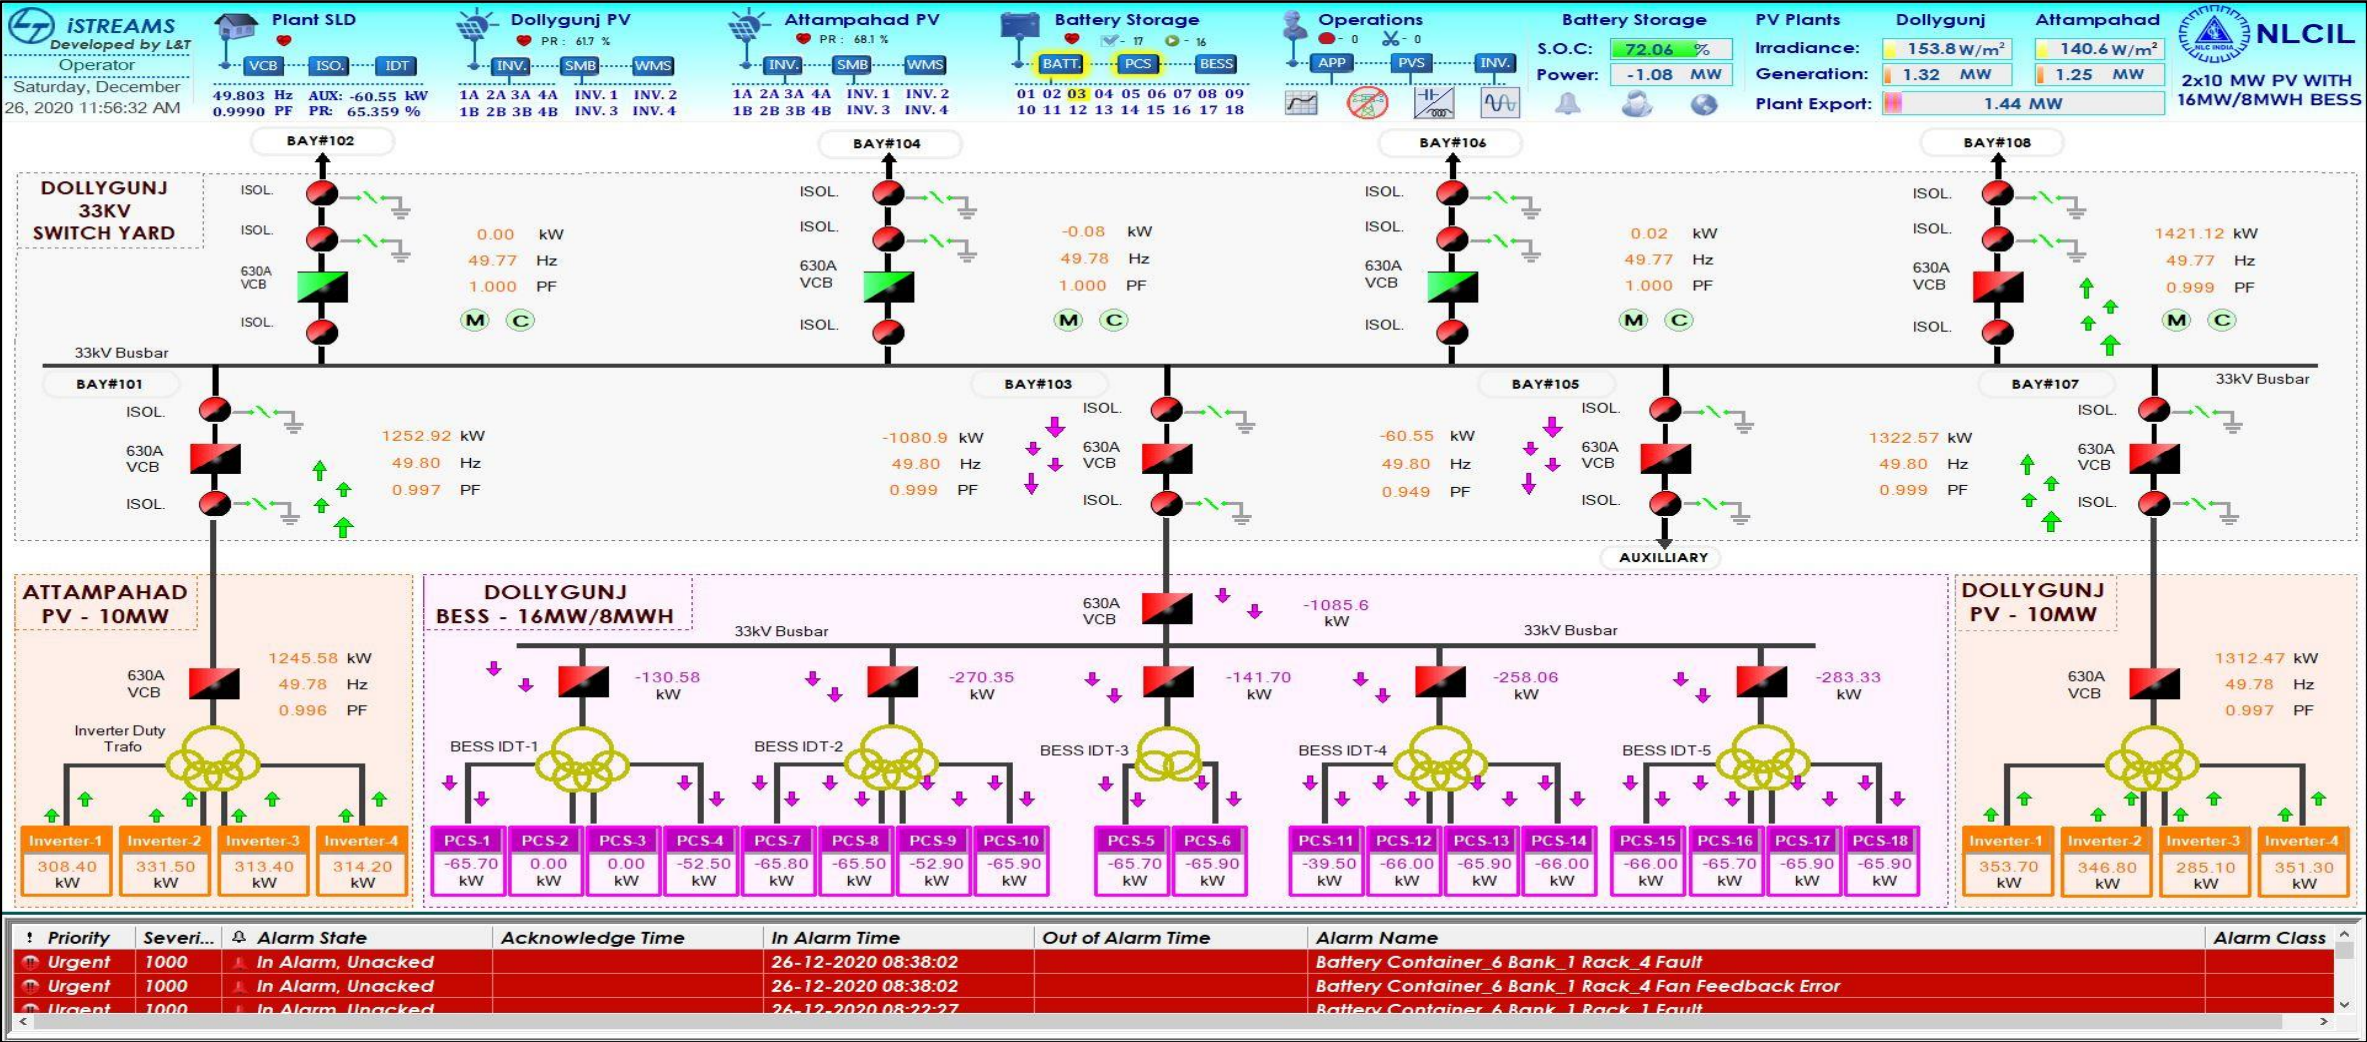 iSTREAMS
Developed by L&T
Operator
Saturday, December
26, 2020 11:56:32 AM
Plant SLD
VCB ISO. IDT
49.803 Hz AUX: -60.55 kW
0.9990 PF PR: 65.359 %
Dollygunj PV
PR : 61.7 %
INV. SMB WMS
1A 2A 3A 4A INV. 1 INV. 2
1B 2B 3B 4B INV. 3 INV. 4
Attampahad PV
PR : 68.1 %
INV. SMB WMS
1A 2A 3A 4A INV. 1 INV. 2
1B 2B 3B 4B INV. 3 INV. 4
Battery Storage
- 17 - 16
BATT. PCS BESS
01 02 03 04 05 06 07 08 09
10 11 12 13 14 15 16 17 18
Operations
- 0 - 0
APP PVS INV.
Battery Storage
S.O.C: 72.06 %
Power: -1.08 MW
PV Plants Dollygunj Attampahad
Irradiance: 153.8 W/m² 140.6 W/m²
Generation: 1.32 MW 1.25 MW
Plant Export: 1.44 MW
NLC INDIA
NLCIL
2x10 MW PV WITH
16MW/8MWH BESS
BAY#102 BAY#104 BAY#106 BAY#108
DOLLYGUNJ
33KV
SWITCH YARD
ISOL.
ISOL.
630A
VCB
ISOL.
0.00 kW
49.77 Hz
1.000 PF
M C
ISOL.
ISOL.
630A
VCB
ISOL.
-0.08 kW
49.78 Hz
1.000 PF
M C
ISOL.
ISOL.
630A
VCB
ISOL.
0.02 kW
49.77 Hz
1.000 PF
M C
ISOL.
ISOL.
630A
VCB
ISOL.
1421.12 kW
49.77 Hz
0.999 PF
M C
33kV Busbar
33kV Busbar
BAY#101
ISOL.
630A
VCB
ISOL.
1252.92 kW
49.80 Hz
0.997 PF
BAY#103
ISOL.
630A
VCB
ISOL.
-1080.9 kW
49.80 Hz
0.999 PF
BAY#105
ISOL.
630A
VCB
ISOL.
-60.55 kW
49.80 Hz
0.949 PF
AUXILLIARY
BAY#107
ISOL.
630A
VCB
ISOL.
1322.57 kW
49.80 Hz
0.999 PF
ATTAMPAHAD
PV - 10MW
630A
VCB
1245.58 kW
49.78 Hz
0.996 PF
Inverter Duty
Trafo
Inverter-1 Inverter-2 Inverter-3 Inverter-4
308.40 331.50 313.40 314.20
kW kW kW kW
DOLLYGUNJ
BESS - 16MW/8MWH
630A
VCB
-1085.6
kW
33kV Busbar 33kV Busbar
-130.58 -270.35 -141.70 -258.06 -283.33
kW kW kW kW kW
BESS IDT-1 BESS IDT-2 BESS IDT-3 BESS IDT-4 BESS IDT-5
PCS-1 PCS-2 PCS-3 PCS-4 PCS-7 PCS-8 PCS-9 PCS-10 PCS-5 PCS-6 PCS-11 PCS-12 PCS-13 PCS-14 PCS-15 PCS-16 PCS-17 PCS-18
-65.70 0.00 0.00 -52.50 -65.80 -65.50 -52.90 -65.90 -65.70 -65.90 -39.50 -66.00 -65.90 -66.00 -66.00 -65.70 -65.90 -65.90
kW kW kW kW kW kW kW kW kW kW kW kW kW kW kW kW kW kW
DOLLYGUNJ
PV - 10MW
630A
VCB
1312.47 kW
49.78 Hz
0.997 PF
Inverter-1 Inverter-2 Inverter-3 Inverter-4
353.70 346.80 285.10 351.30
kW kW kW kW
! Priority Severi... Alarm State Acknowledge Time In Alarm Time Out of Alarm Time Alarm Name Alarm Class
Urgent 1000 In Alarm, Unacked 26-12-2020 08:38:02 Battery Container_6 Bank_1 Rack_4 Fault
Urgent 1000 In Alarm, Unacked 26-12-2020 08:38:02 Battery Container_6 Bank_1 Rack_4 Fan Feedback Error
Urgent 1000 In Alarm, Unacked 26-12-2020 08:22:27 Battery Container_6 Bank_1 Rack_1 Fault